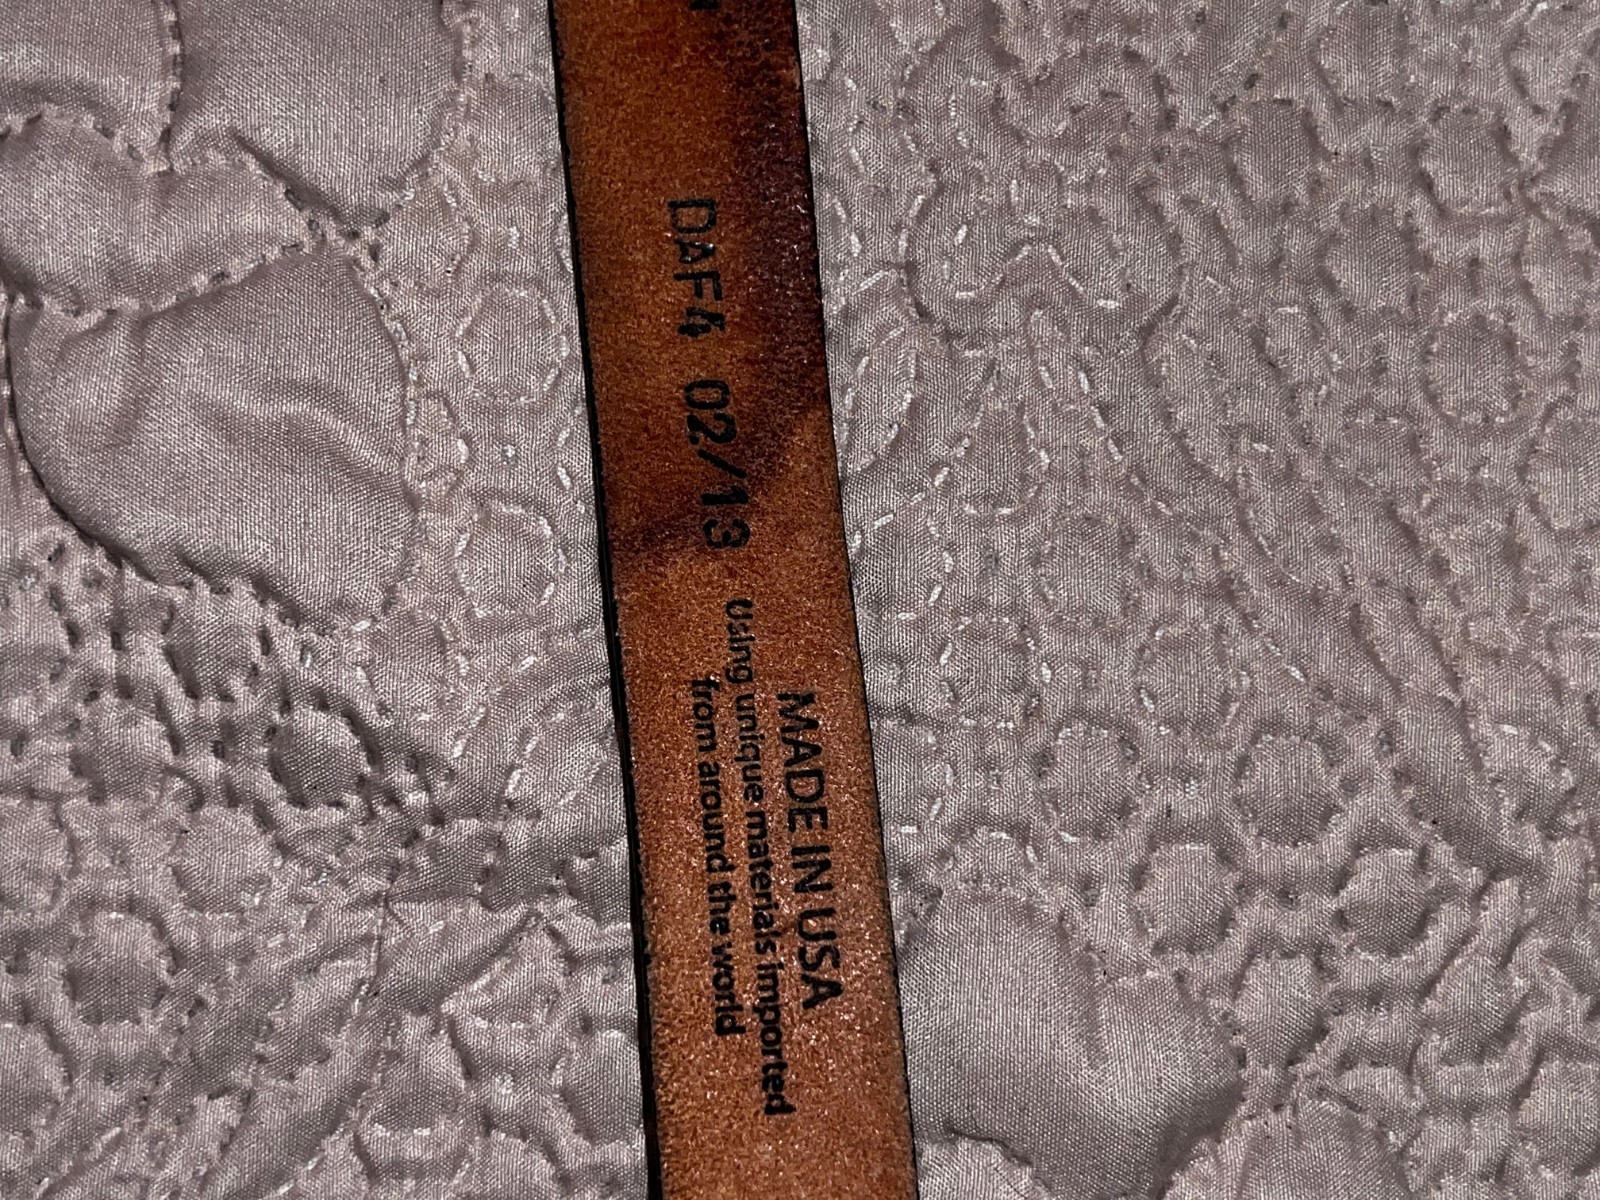 DAF4 02/13
MADE IN USA
Using unique materials imported
from around the world